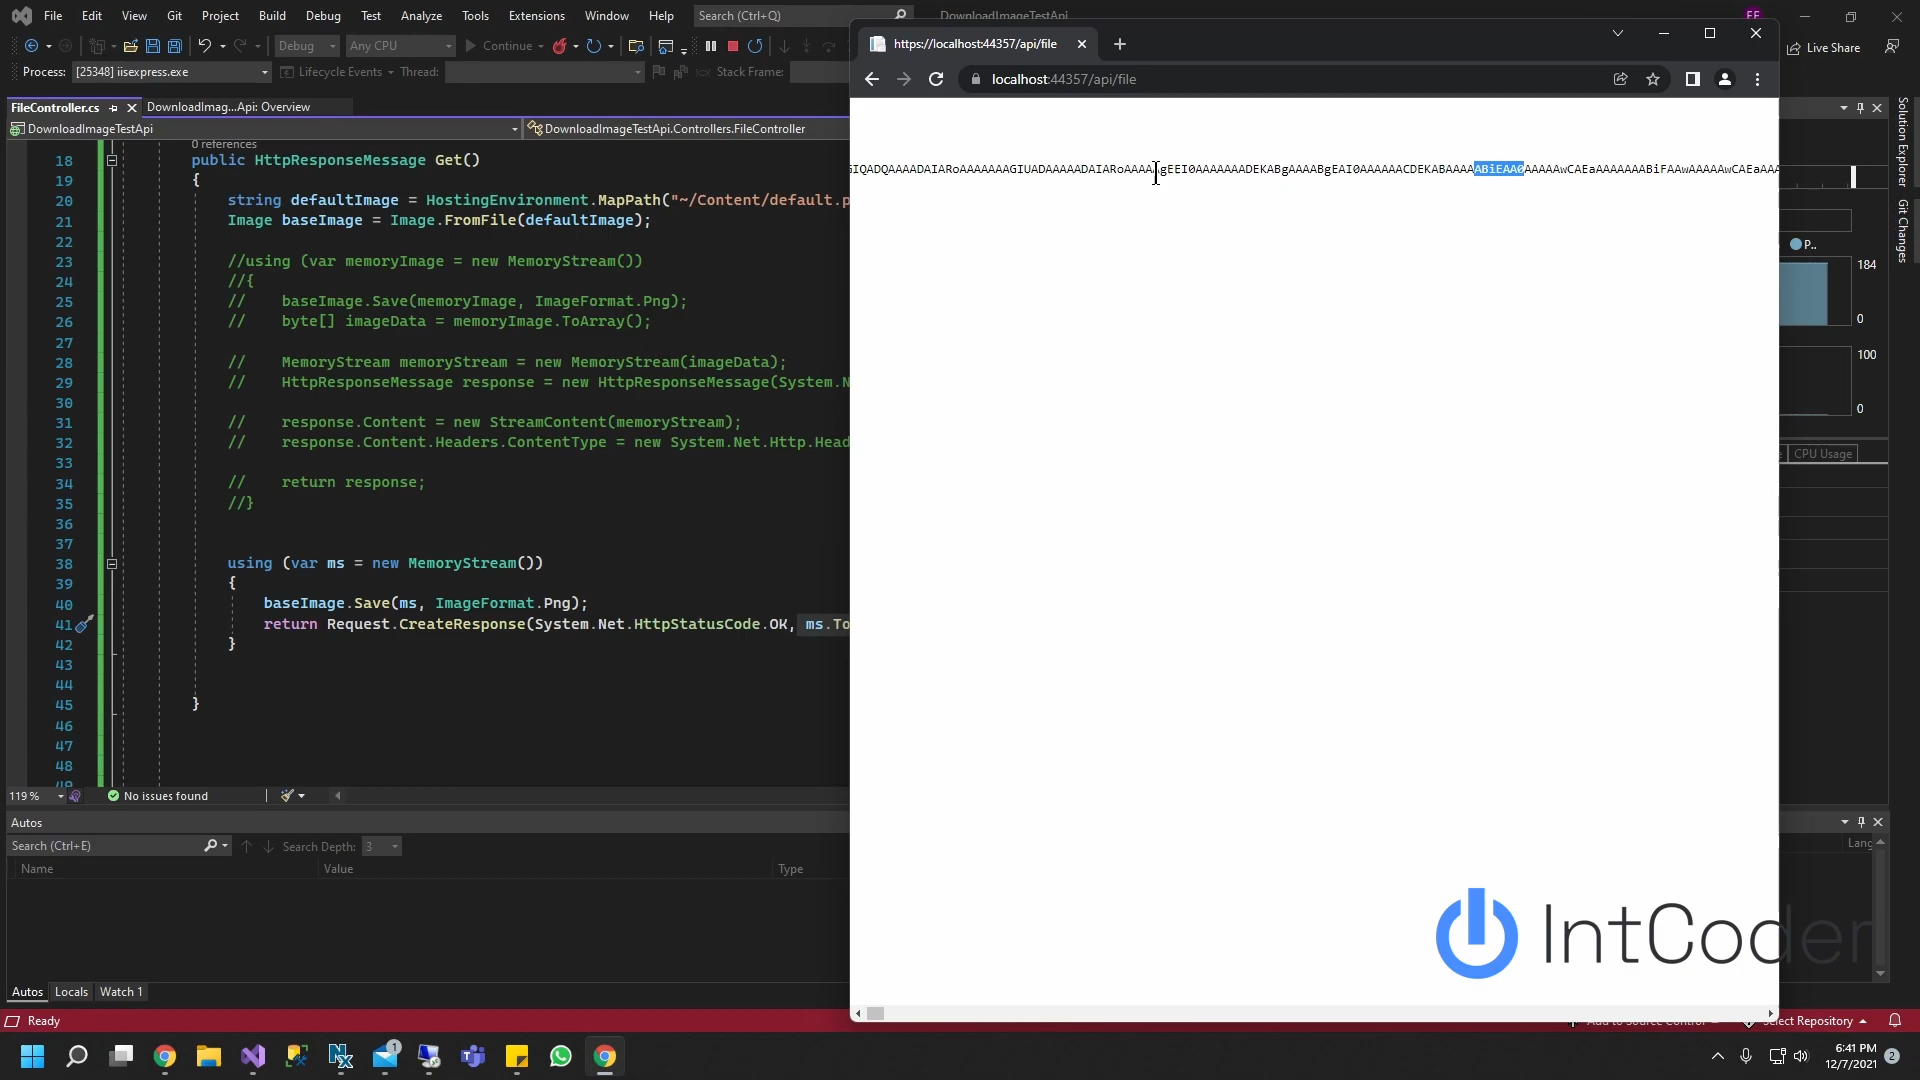 File Edit View Git Project Build Debug Test Analyze Tools Extensions Window Help Search (Ctrl+Q) DownloadImageTestApi
Debug Any CPU Continue
Live Share
Process: [25348] iisexpress.exe Lifecycle Events Thread: Stack Frame:
https://localhost:44357/api/file
localhost:44357/api/file
FileController.cs DownloadImag...Api: Overview
DownloadImageTestApi DownloadImageTestApi.Controllers.FileController
0 references
18 public HttpResponseMessage Get()
19 {
20 string defaultImage = HostingEnvironment.MapPath("~/Content/default.p
21 Image baseImage = Image.FromFile(defaultImage);
22
23 //using (var memoryImage = new MemoryStream())
24 //{
25 // baseImage.Save(memoryImage, ImageFormat.Png);
26 // byte[] imageData = memoryImage.ToArray();
27
28 // MemoryStream memoryStream = new MemoryStream(imageData);
29 // HttpResponseMessage response = new HttpResponseMessage(System.N
30
31 // response.Content = new StreamContent(memoryStream);
32 // response.Content.Headers.ContentType = new System.Net.Http.Head
33
34 // return response;
35 //}
36
37
38 using (var ms = new MemoryStream())
39 {
40 baseImage.Save(ms, ImageFormat.Png);
41 return Request.CreateResponse(System.Net.HttpStatusCode.OK, ms.To
42 }
43
44
45 }
46
47
48
Solution Explorer
Git Changes
P..
184
0
100
0
CPU Usage
119 % No issues found
Autos
Search (Ctrl+E) Search Depth: 3
Name Value Type
Lang
Autos Locals Watch 1
IntCoder
Ready
Select Repository
1
6:41 PM
12/7/2021
2